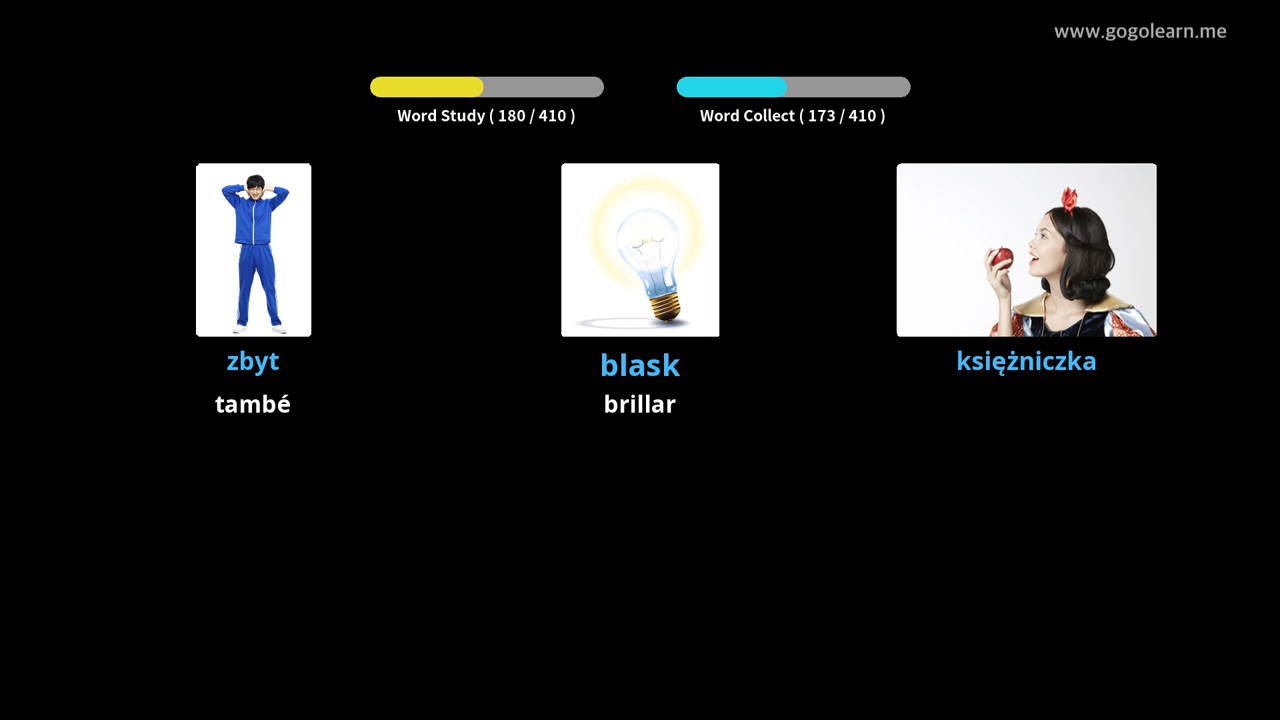 www.gogolearn.me
Word Study ( 180 / 410 )
Word Collect ( 173 / 410 )
zbyt
blask
księżniczka
també
brillar